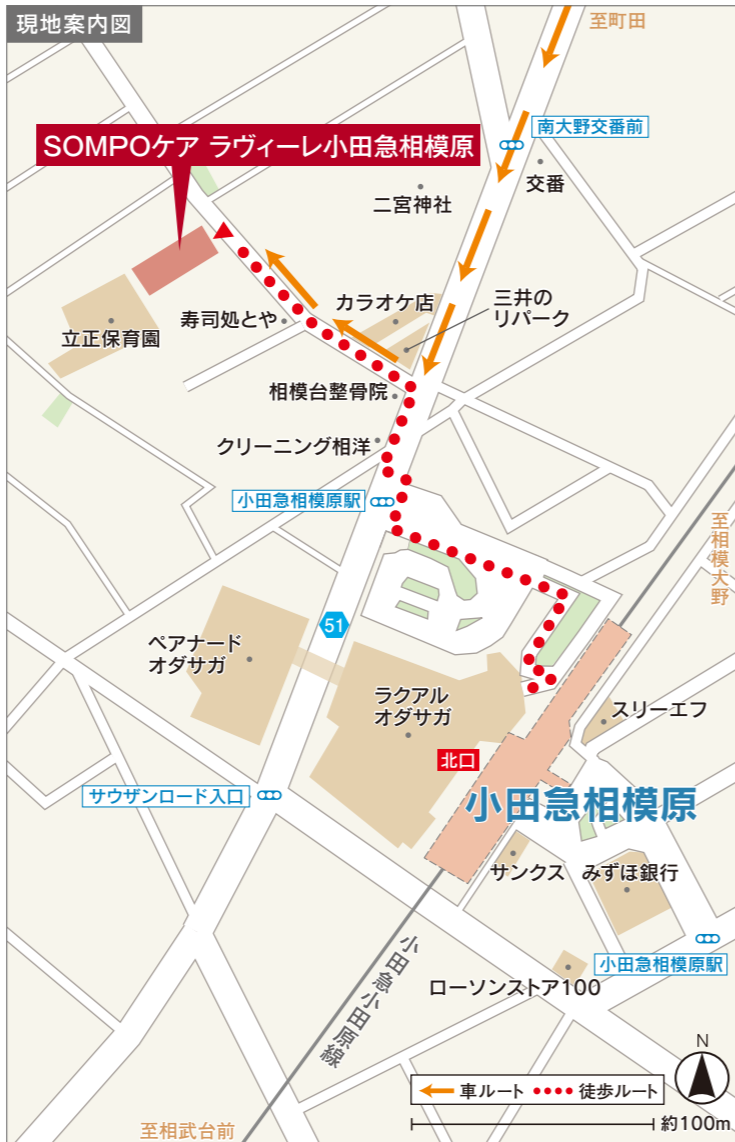 現地案内図
至町田
南大野交番前
SOMPOケア ラヴィーレ小田急相模原
交番
二宮神社
カラオケ店
三井の
リパーク
寿司処とや
立正保育園
相模台整骨院
クリーニング相洋
小田急相模原駅
至相模大野
51
ペアナード
オダサガ
ラクアル
オダサガ
スリーエフ
北口
サウザンロード入口
小田急相模原
サンクス
みずほ銀行
小田急相模原駅
ローソンストア100
小田急小田原線
N
車ルート
徒歩ルート
約100m
至相武台前